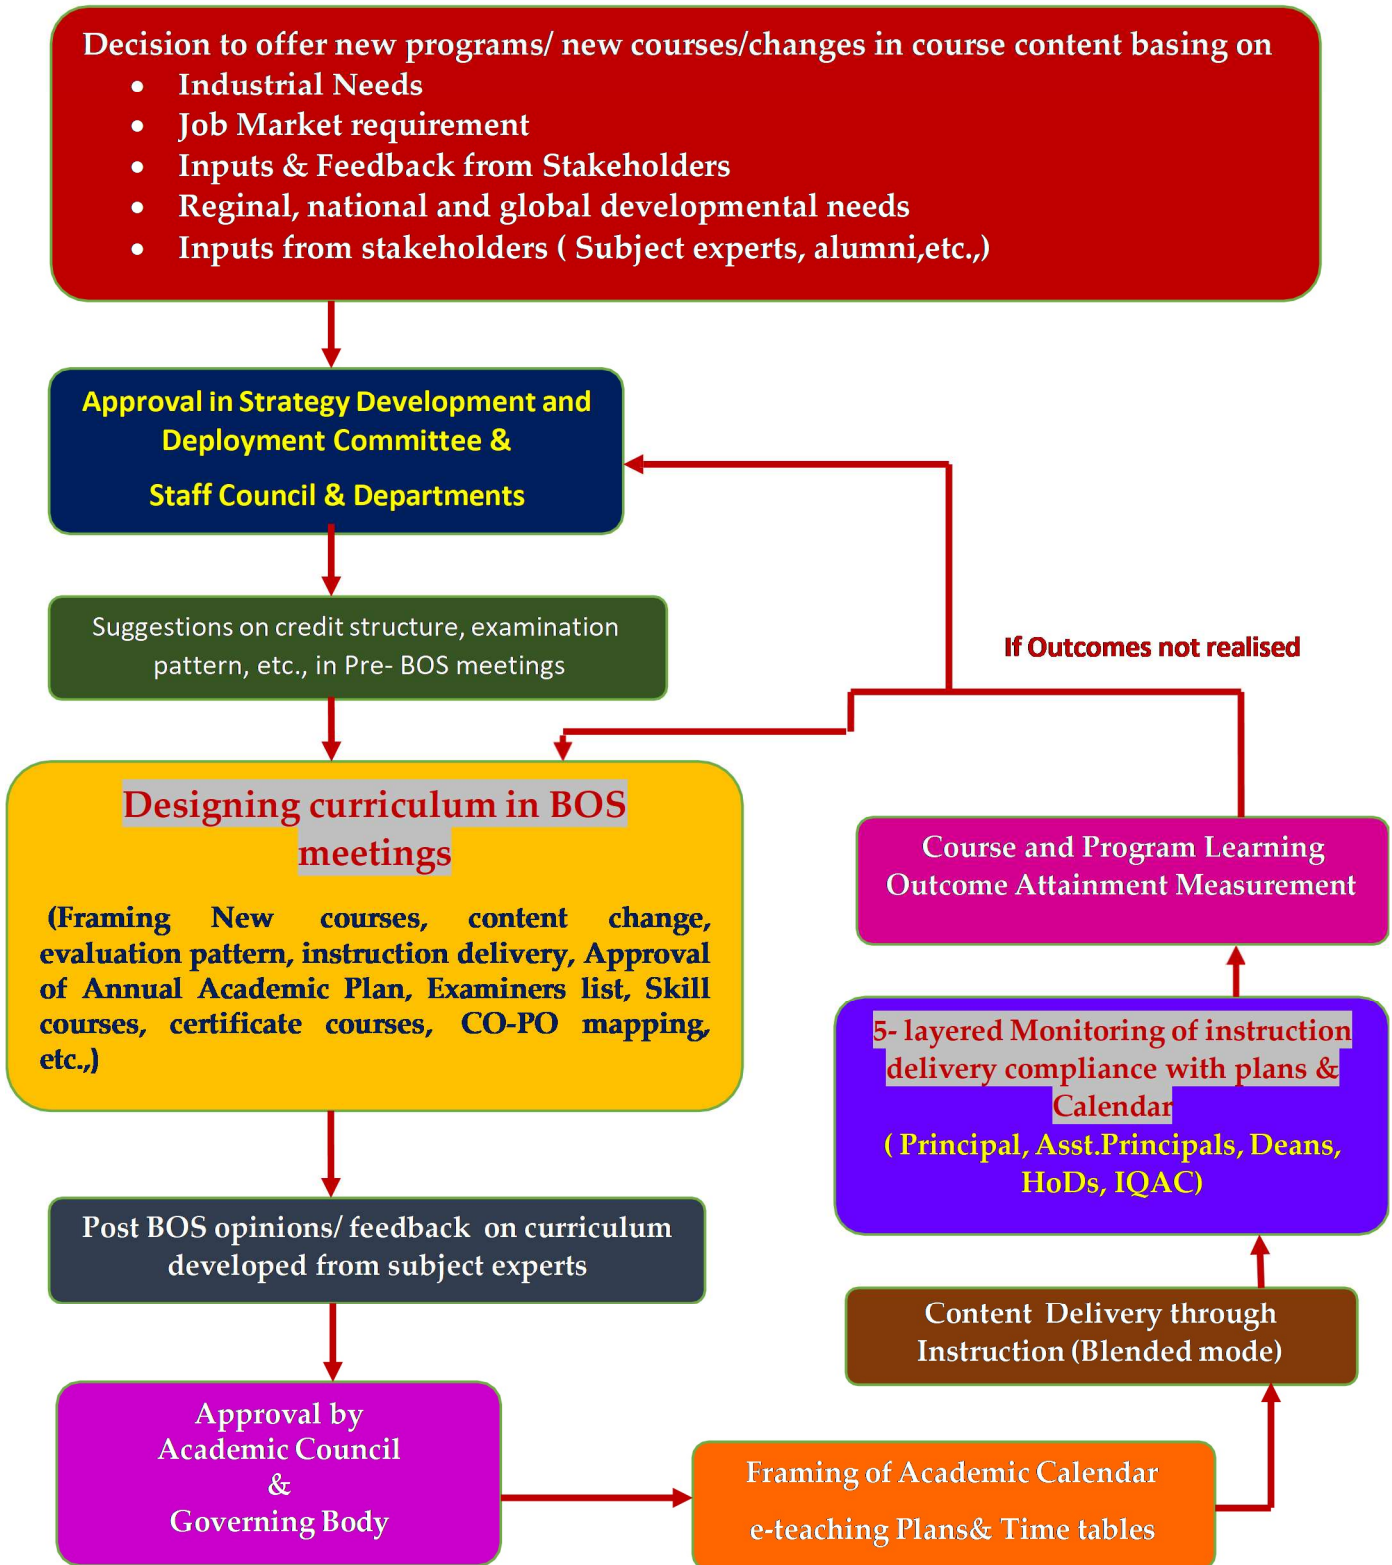 Decision to offer new programs/ new courses/changes in course content basing on
• Industrial Needs
• Job Market requirement
• Inputs & Feedback from Stakeholders
• Reginal, national and global developmental needs
• Inputs from stakeholders ( Subject experts, alumni,etc.,)
Approval in Strategy Development and
Deployment Committee &
Staff Council & Departments
Suggestions on credit structure, examination
pattern, etc., in Pre- BOS meetings
If Outcomes not realised
Designing curriculum in BOS
meetings
(Framing New courses, content change,
evaluation pattern, instruction delivery, Approval
of Annual Academic Plan, Examiners list, Skill
courses, certificate courses, CO-PO mapping,
etc.,)
Course and Program Learning
Outcome Attainment Measurement
5- layered Monitoring of instruction
delivery compliance with plans &
Calendar
( Principal, Asst.Principals, Deans,
HoDs, IQAC)
Post BOS opinions/ feedback on curriculum
developed from subject experts
Content Delivery through
Instruction (Blended mode)
Approval by
Academic Council
&
Governing Body
Framing of Academic Calendar
e-teaching Plans& Time tables